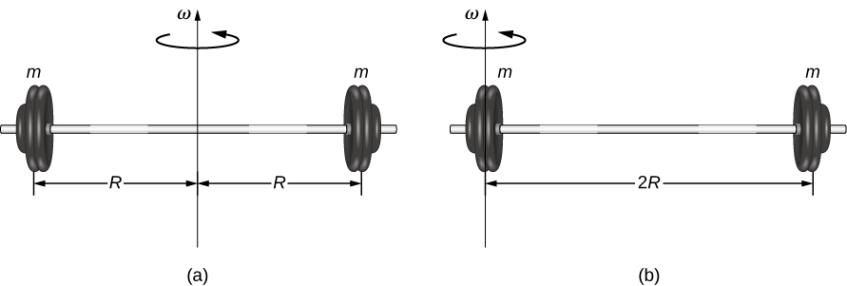 ω ω
m m m m
R R 2R
(a) (b)